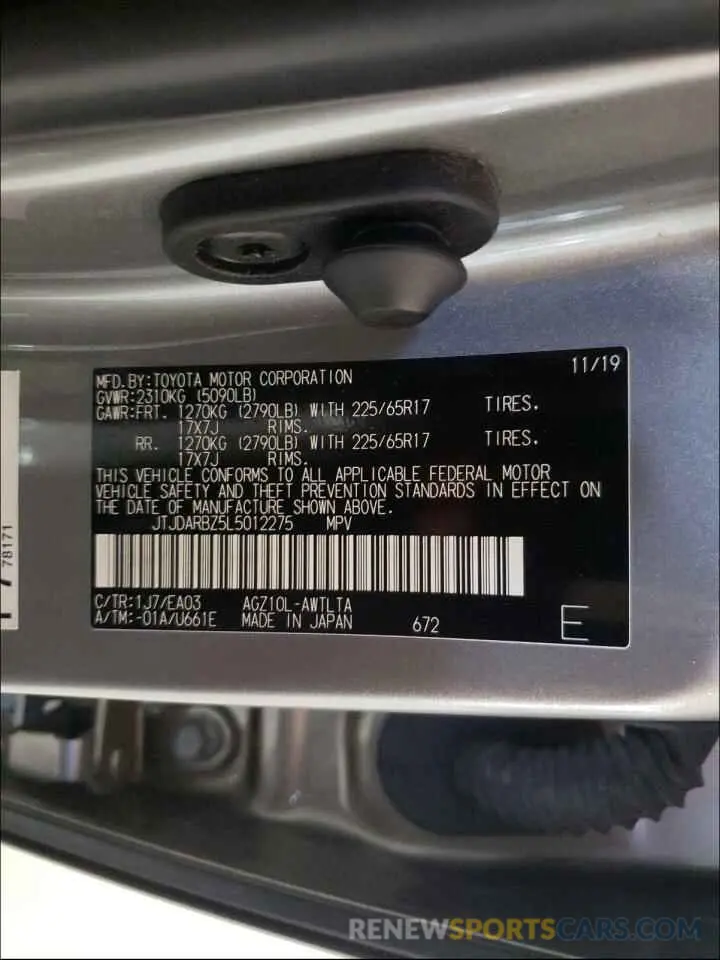 11/19
MFD.BY:TOYOTA MOTOR CORPORATION
GVWR:2310KG (5090LB)
GAWR:FRT. 1270KG (2790LB) WITH 225/65R17 TIRES.
17X7J RIMS.
RR. 1270KG (2790LB) WITH 225/65R17 TIRES.
17X7J RIMS.
THIS VEHICLE CONFORMS TO ALL APPLICABLE FEDERAL MOTOR
VEHICLE SAFETY AND THEFT PREVENTION STANDARDS IN EFFECT ON
THE DATE OF MANUFACTURE SHOWN ABOVE.
JTJDARBZ5L5012275 MPV
C/TR:1J7/EA03 AGZ10L-AWTLTA
A/TM:-01A/U661E MADE IN JAPAN 672 E
78171
RENEWSPORTSCARS.COM